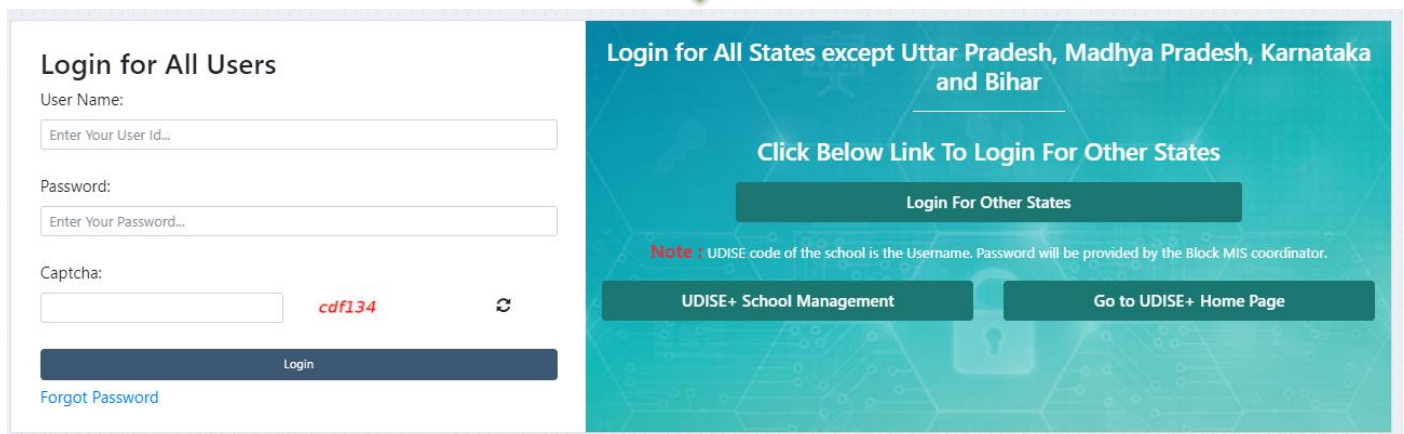 Login for All Users
User Name:
Enter Your User Id...
Password:
Enter Your Password...
Captcha:
cdf134
Login
Forgot Password
Login for All States except Uttar Pradesh, Madhya Pradesh, Karnataka
and Bihar
Click Below Link To Login For Other States
Login For Other States
Note : UDISE code of the school is the Username. Password will be provided by the Block MIS coordinator.
UDISE+ School Management
Go to UDISE+ Home Page